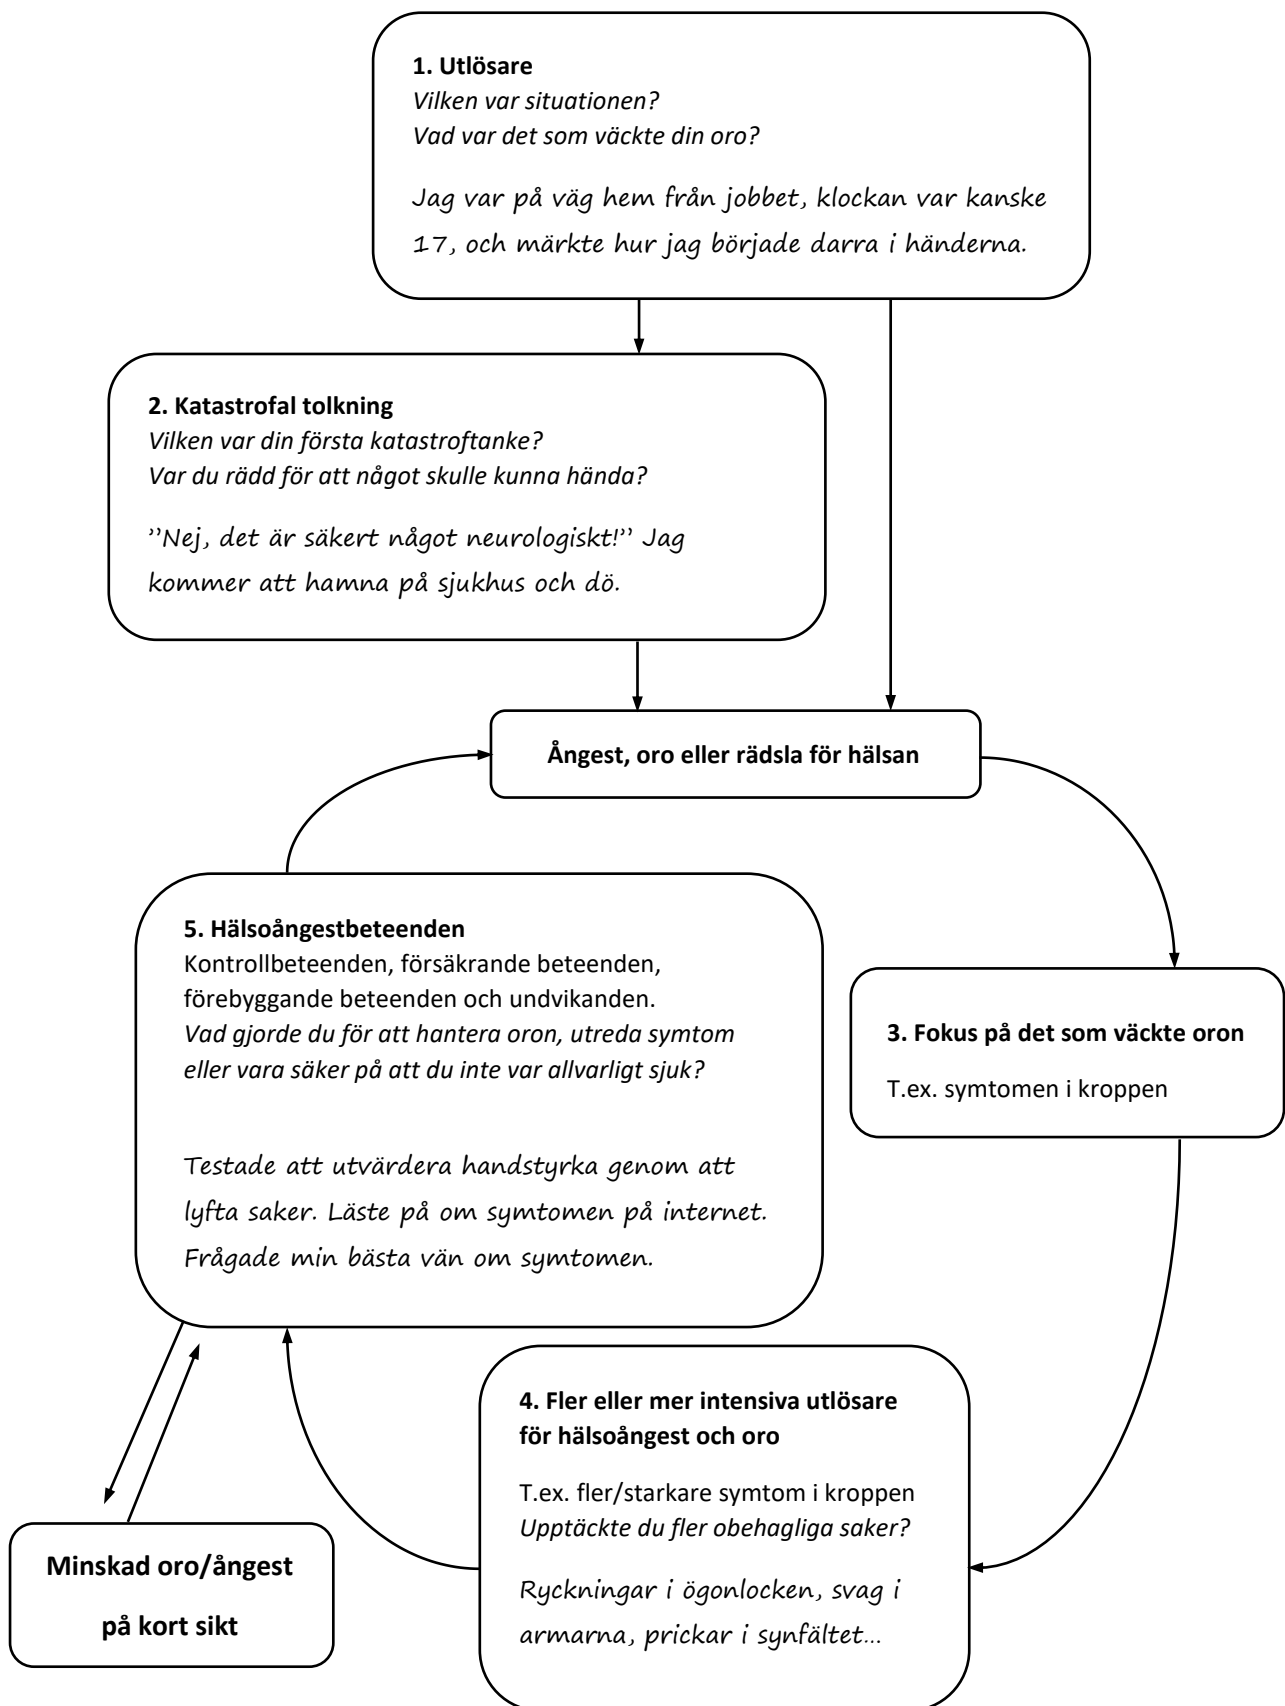 1. Utlösare
Vilken var situationen?
Vad var det som väckte din oro?
Jag var på väg hem från jobbet, klockan var kanske
17, och märkte hur jag började darra i händerna.
2. Katastrofal tolkning
Vilken var din första katastroftanke?
Var du rädd för att något skulle kunna hända?
”Nej, det är säkert något neurologiskt!” Jag
kommer att hamna på sjukhus och dö.
Ångest, oro eller rädsla för hälsan
3. Fokus på det som väckte oron
T.ex. symtomen i kroppen
4. Fler eller mer intensiva utlösare
för hälsoångest och oro
T.ex. fler/starkare symtom i kroppen
Upptäckte du fler obehagliga saker?
Ryckningar i ögonlocken, svag i
armarna, prickar i synfältet…
5. Hälsoångestbeteenden
Kontrollbeteenden, försäkrande beteenden,
förebyggande beteenden och undvikanden.
Vad gjorde du för att hantera oron, utreda symtom
eller vara säker på att du inte var allvarligt sjuk?
Testade att utvärdera handstyrka genom att
lyfta saker. Läste på om symtomen på internet.
Frågade min bästa vän om symtomen.
Minskad oro/ångest
på kort sikt